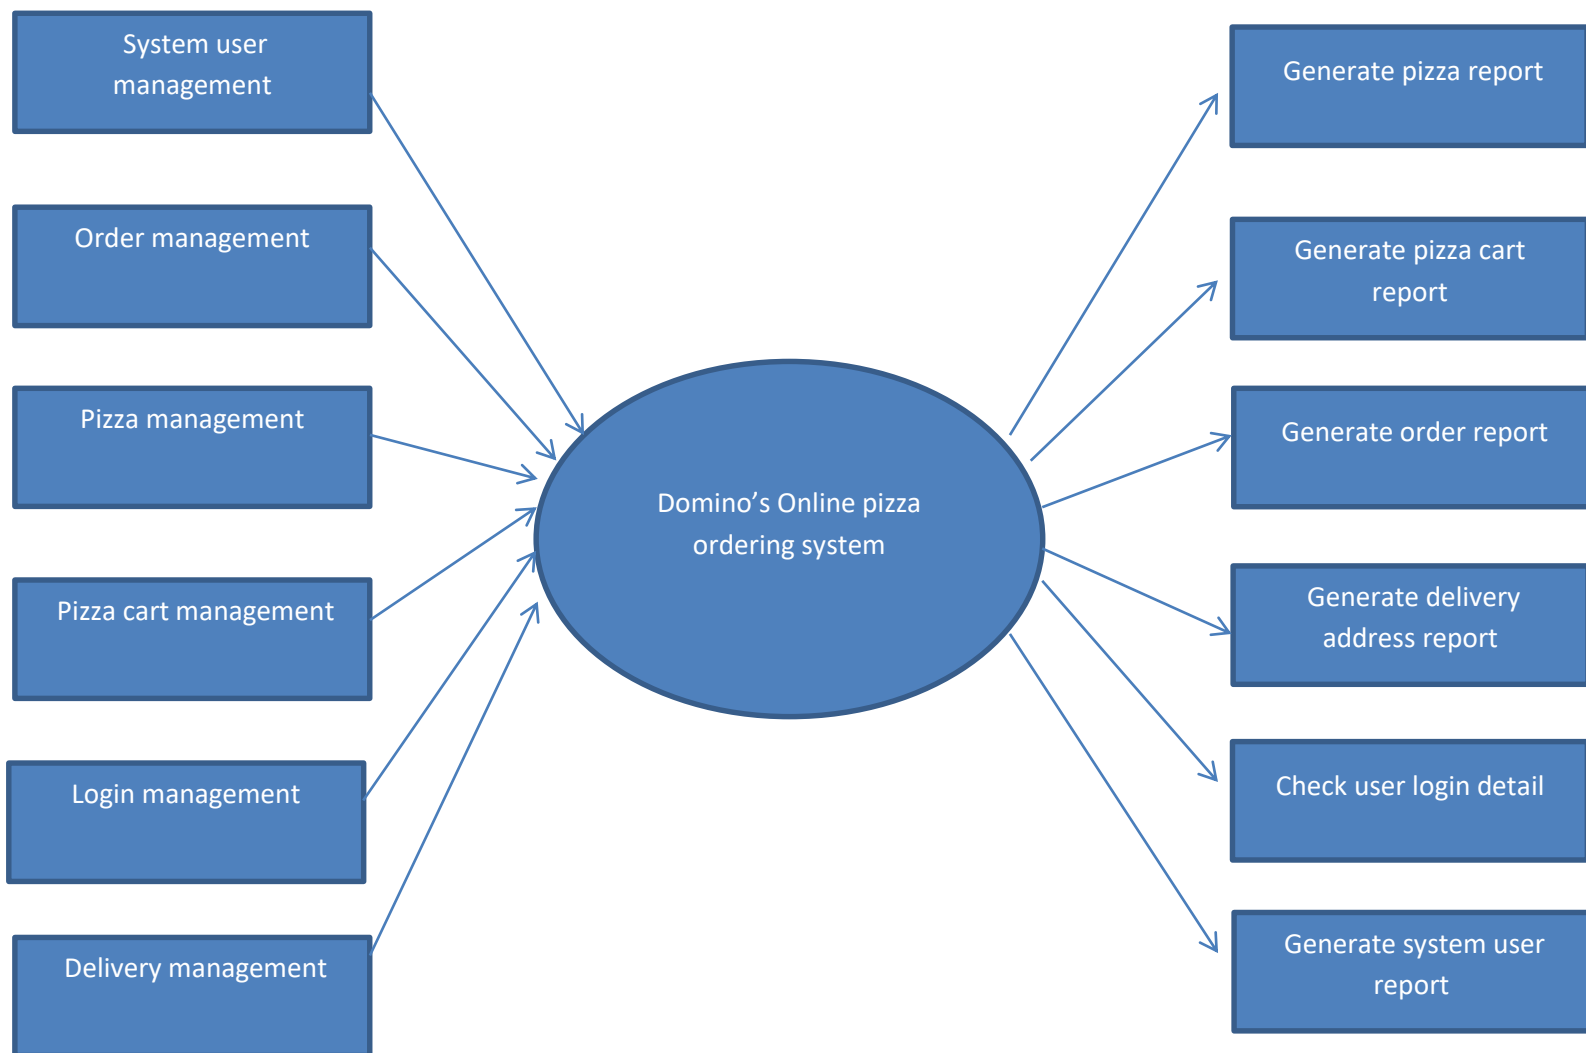 System user
management
Order management
Pizza management
Pizza cart management
Login management
Delivery management
Domino’s Online pizza
ordering system
Generate pizza report
Generate pizza cart
report
Generate order report
Generate delivery
address report
Check user login detail
Generate system user
report